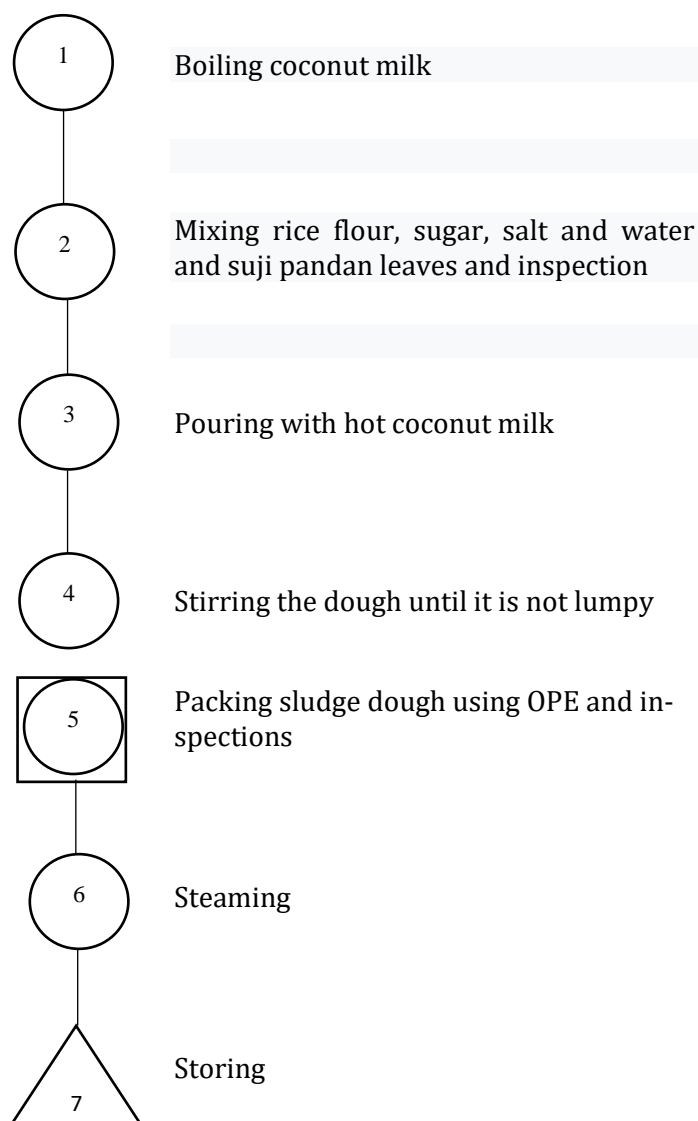 1
Boiling coconut milk
2
Mixing rice flour, sugar, salt and water
and suji pandan leaves and inspection
3
Pouring with hot coconut milk
4
Stirring the dough until it is not lumpy
5
Packing sludge dough using OPE and in-
spections
6
Steaming
7
Storing